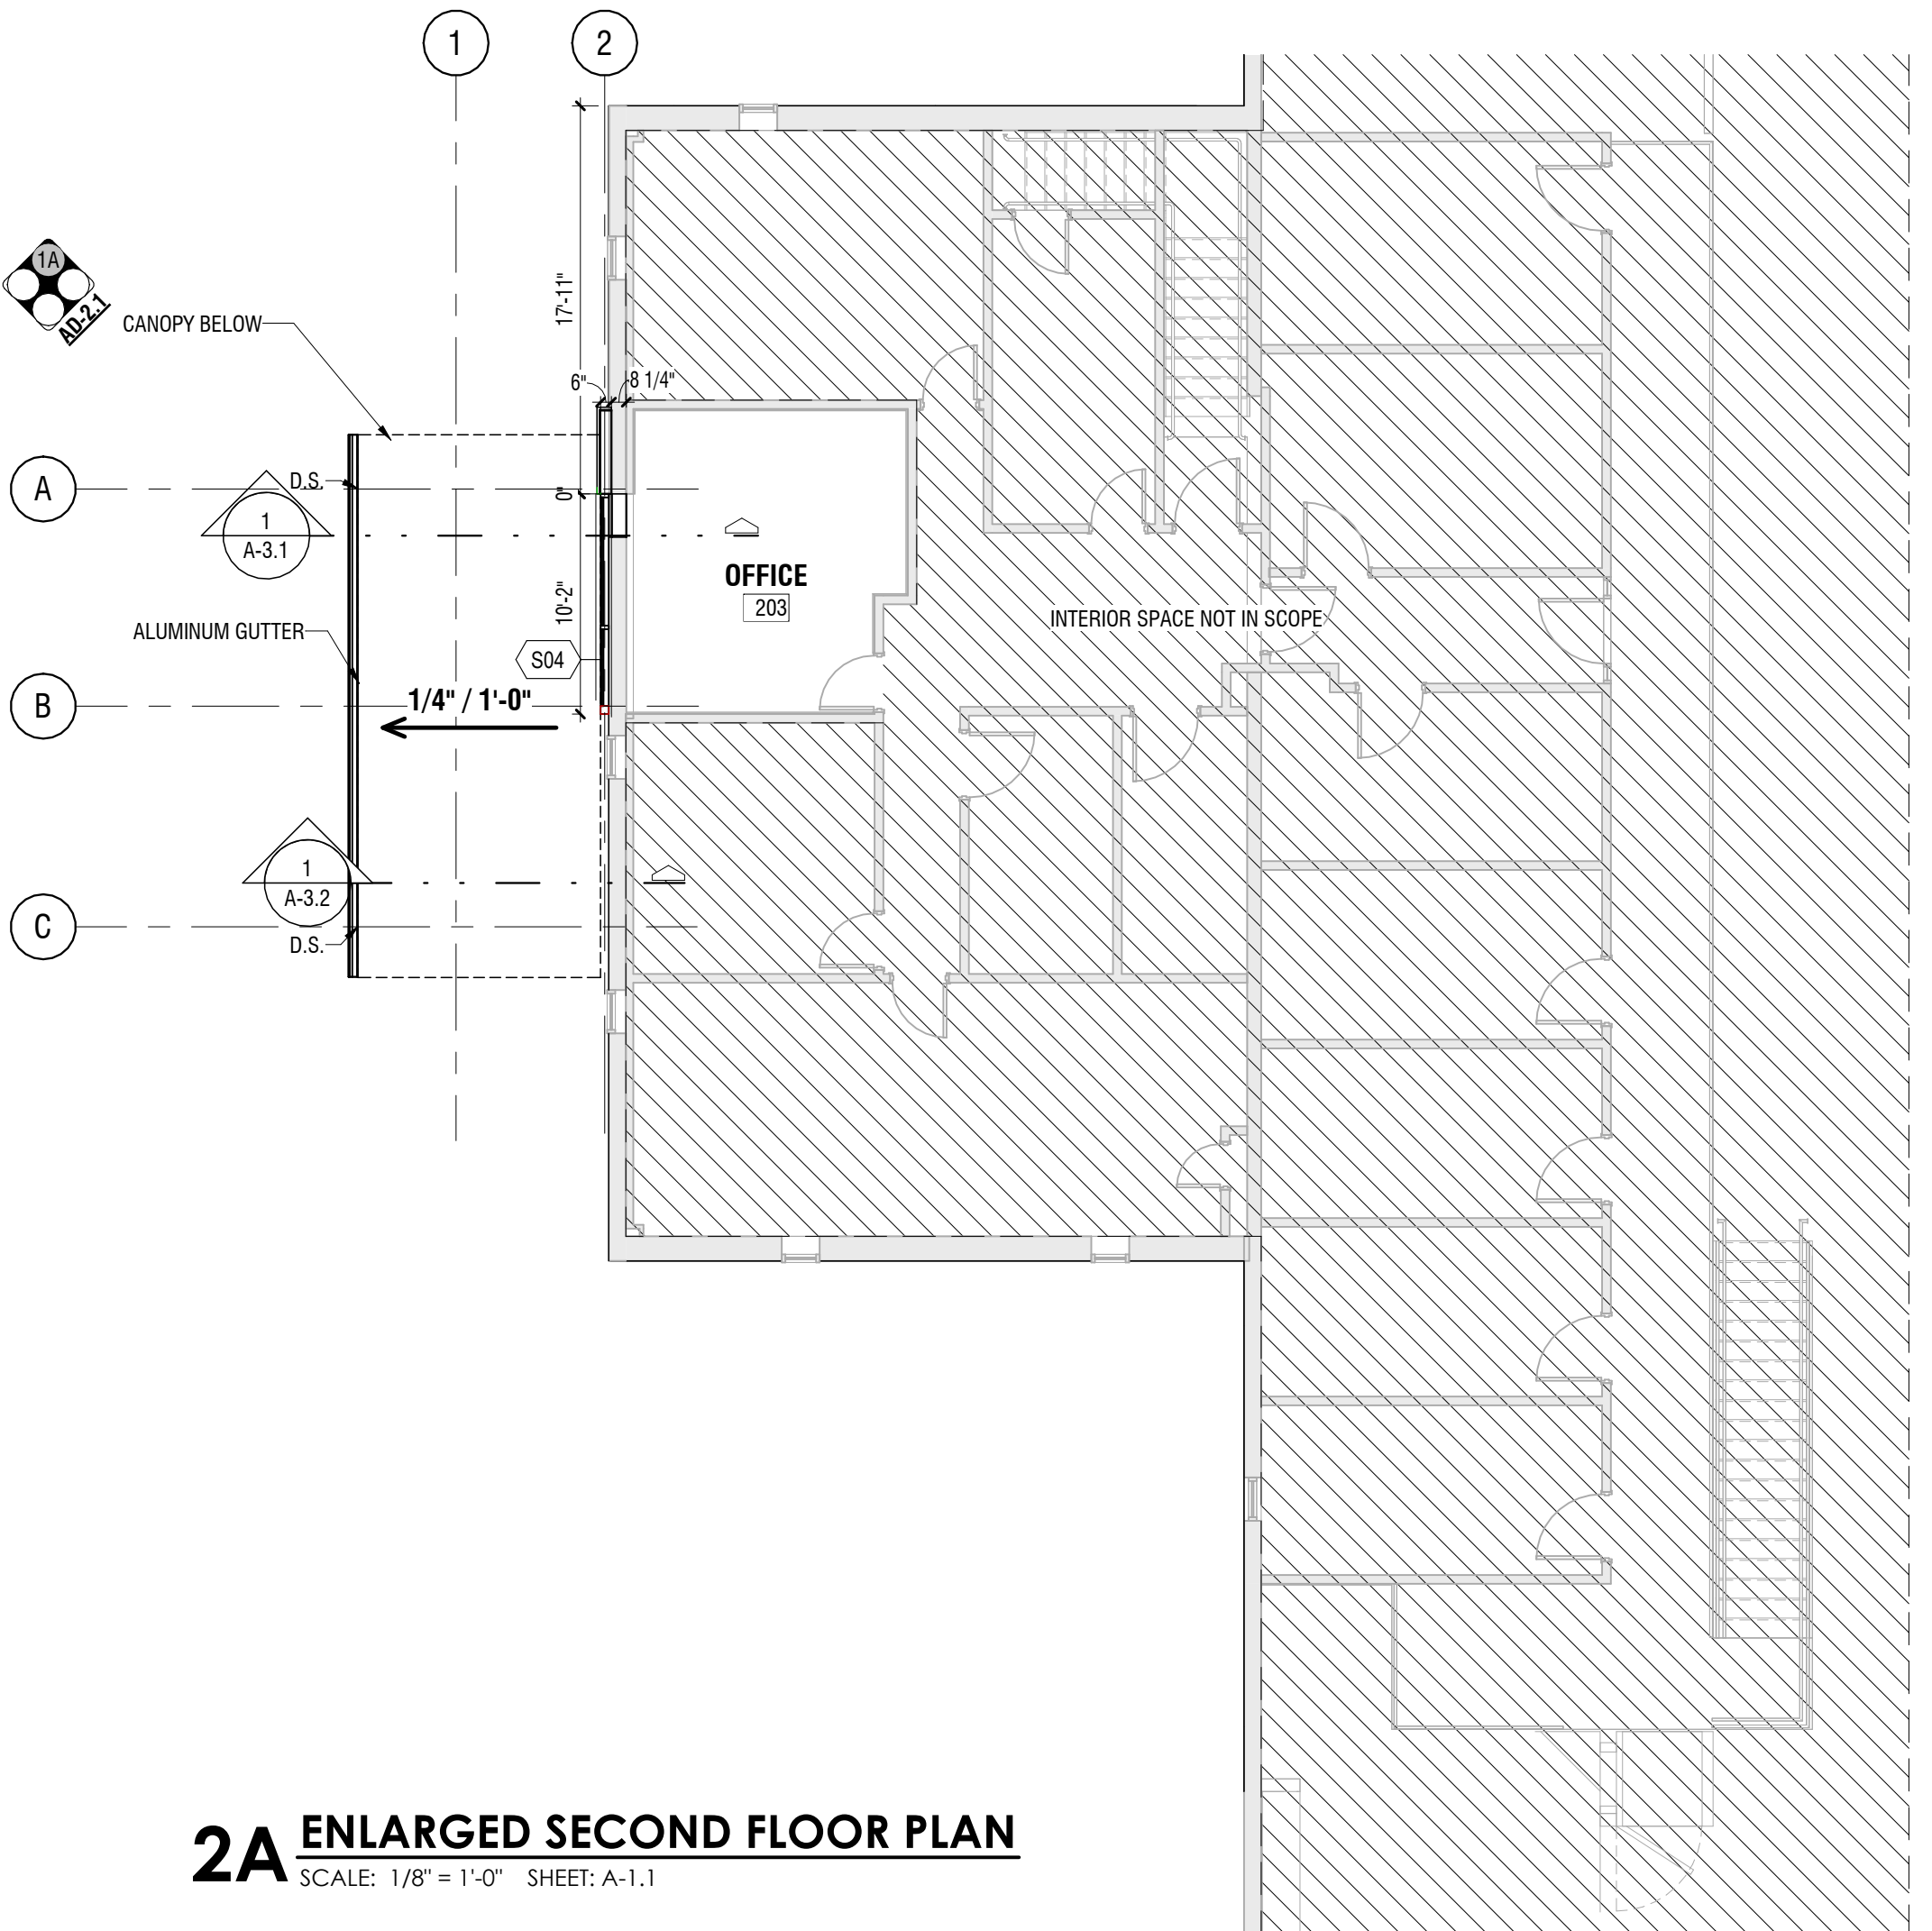 1
2
1A
AD-2.1
CANOPY BELOW
17'-11"
6"
8 1/4"
A
D.S.
0"
1
A-3.1
OFFICE
203
10'-2"
INTERIOR SPACE NOT IN SCOPE
ALUMINUM GUTTER
S04
B
1/4" / 1'-0"
1
A-3.2
C
D.S.
2A ENLARGED SECOND FLOOR PLAN
SCALE: 1/8" = 1'-0" SHEET: A-1.1